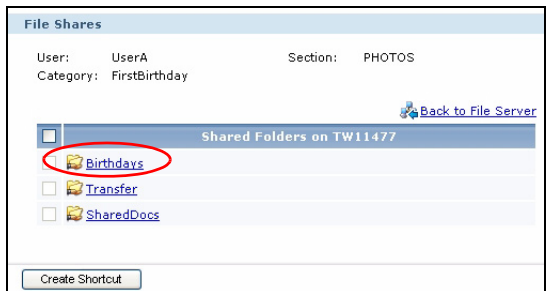 File Shares
User: UserA Section: PHOTOS
Category: FirstBirthday
Back to File Server
Shared Folders on TW11477
Birthdays
Transfer
SharedDocs
Create Shortcut